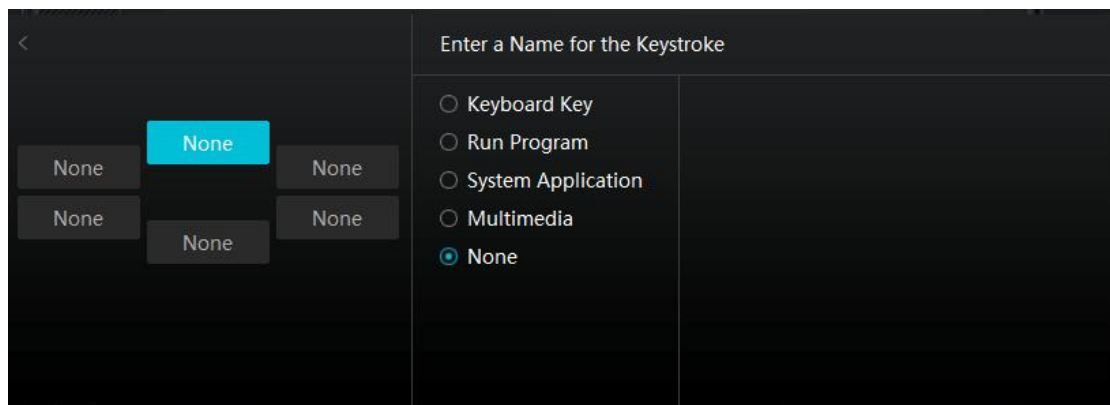 Enter a Name for the Keystroke
None
None
None
None
None
None
Keyboard Key
Run Program
System Application
Multimedia
None